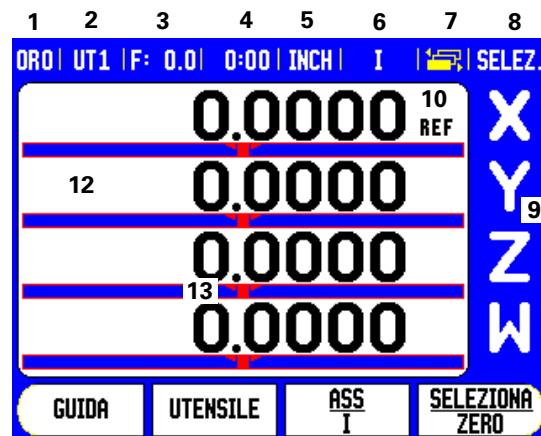 1 2 3 4 5 6 7 8
ORO| UT1 |F: 0.0| 0:00| INCH| I | | SELEZ.
0.0000 10 REF X
12 0.0000 Y 9
0.0000 Z
13
0.0000 W
GUIDA UTENSILE ASS SELEZIONA
I ZERO